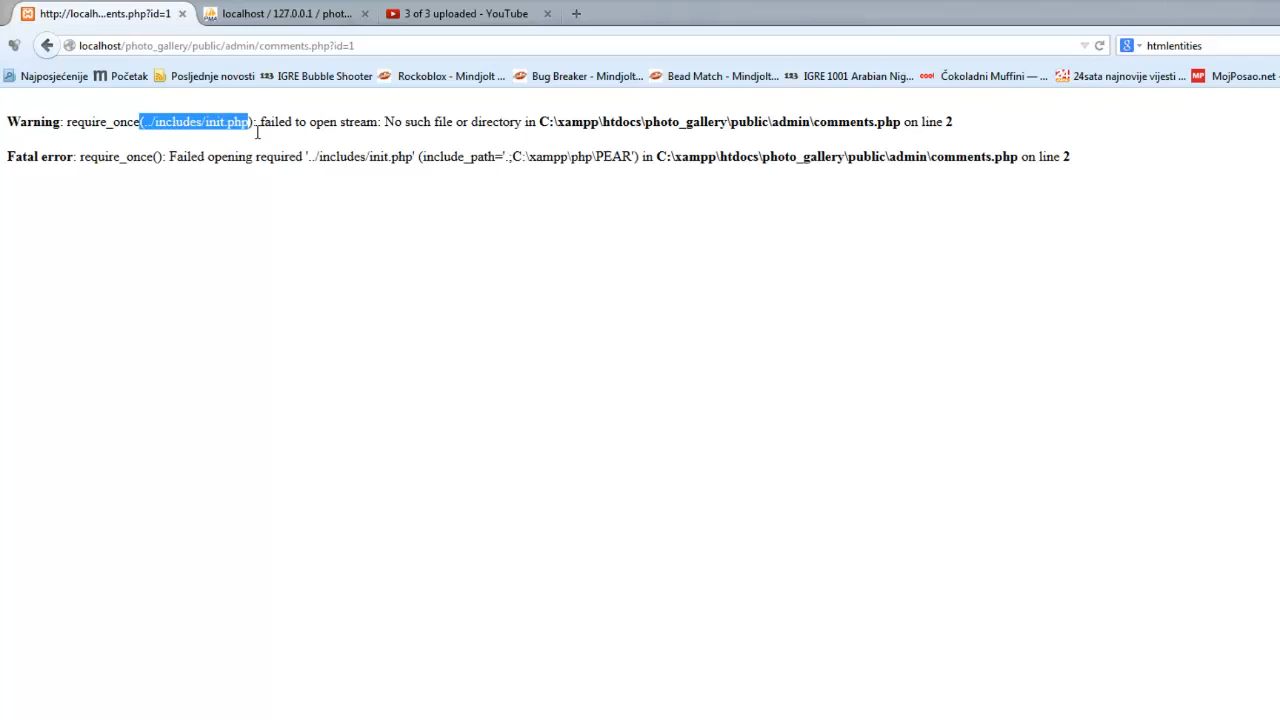 http://localh...ents.php?id=1
localhost / 127.0.0.1 / phot...
3 of 3 uploaded - YouTube
localhost/photo_gallery/public/admin/comments.php?id=1
htmlentities
Najposjećenije Početak Posljednje novosti 123 IGRE Bubble Shooter Rockoblox - Mindjolt ... Bug Breaker - Mindjolt... Bead Match - Mindjolt... 123 IGRE 1001 Arabian Nig... cool Čokoladni Muffini — ... 24 24sata najnovije vijesti ... MP MojPosao.net -
Warning: require_once(../includes/init.php): failed to open stream: No such file or directory in C:\xampp\htdocs\photo_gallery\public\admin\comments.php on line 2
Fatal error: require_once(): Failed opening required '../includes/init.php' (include_path='.;C:\xampp\php\PEAR') in C:\xampp\htdocs\photo_gallery\public\admin\comments.php on line 2